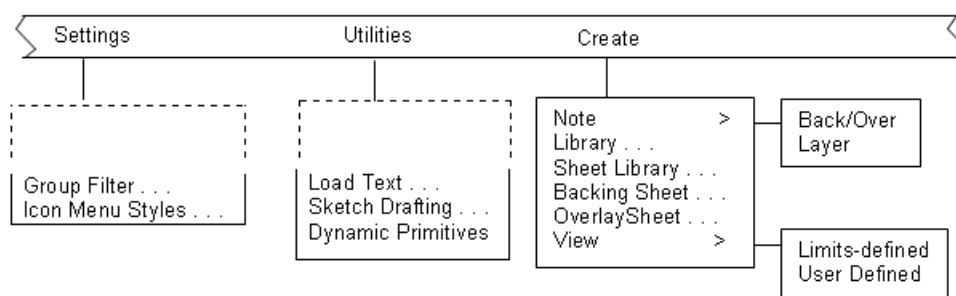 Settings
Utilities
Create
Group Filter . . .
Icon Menu Styles . . .
Load Text . . .
Sketch Drafting . . .
Dynamic Primitives
Note >
Library . . .
Sheet Library . . .
Backing Sheet . . .
OverlaySheet . . .
View >
Back/Over
Layer
Limits-defined
User Defined